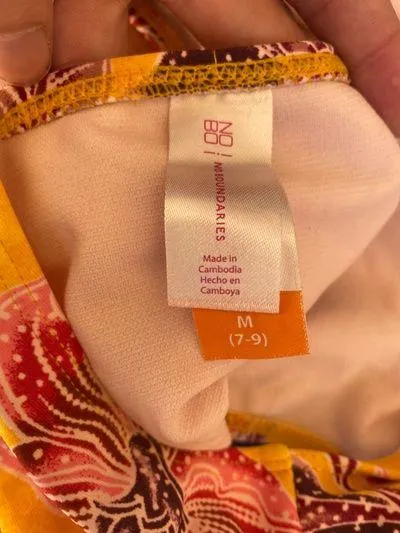 NO
BO
NOBOUNDARIES
Made in
Cambodia
Hecho en
Camboya
M
(7-9)